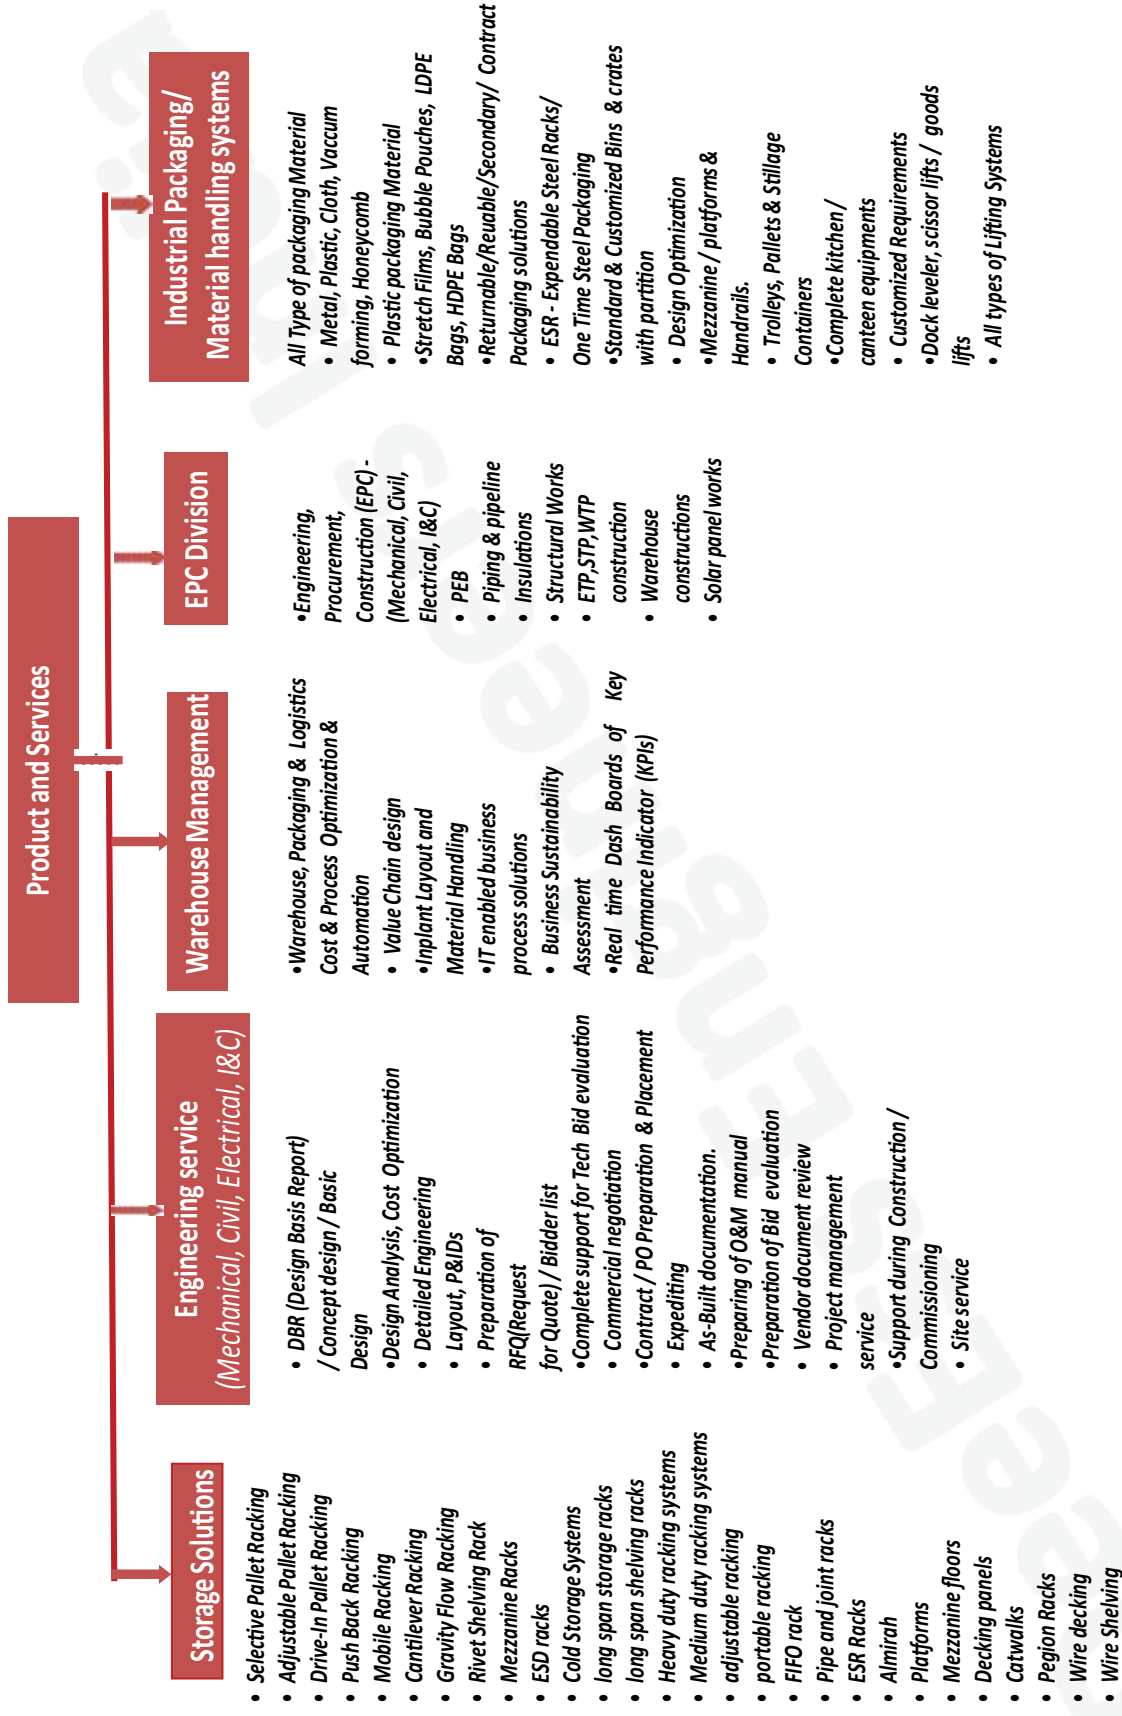 Product and Services
Storage Solutions
• Selective Pallet Racking
• Adjustable Pallet Racking
• Drive-In Pallet Racking
• Push Back Racking
• Mobile Racking
• Cantilever Racking
• Gravity Flow Racking
• Rivet Shelving Rack
• Mezzanine Racks
• ESD racks
• Cold Storage Systems
• long span storage racks
• long span shelving racks
• Heavy duty racking systems
• Medium duty racking systems
• adjustable racking
• portable racking
• FIFO rack
• Pipe and joint racks
• ESR Racks
• Almirah
• Platforms
• Mezzanine floors
• Decking panels
• Catwalks
• Pegion Racks
• Wire decking
• Wire Shelving
Engineering service
(Mechanical, Civil, Electrical, I&C)
• DBR (Design Basis Report)
/ Concept design / Basic
Design
•Design Analysis, Cost Optimization
• Detailed Engineering
• Layout, P&IDs
• Preparation of
RFQ(Request
for Quote) / Bidder list
•Complete support for Tech Bid evaluation
• Commercial negotiation
•Contract / PO Preparation & Placement
• Expediting
• As-Built documentation.
•Preparing of O&M manual
•Preparation of Bid evaluation
• Vendor document review
• Project management
service
•Support during Construction /
Commissioning
• Site service
Warehouse Management
•Warehouse, Packaging & Logistics
Cost & Process Optimization &
Automation
• Value Chain design
•Inplant Layout and
Material Handling
•IT enabled business
process solutions
• Business Sustainability
Assessment
•Real time Dash Boards of Key
Performance Indicator (KPIs)
EPC Division
•Engineering,
Procurement,
Construction (EPC) -
(Mechanical, Civil,
Electrical, I&C)
• PEB
• Piping & pipeline
• Insulations
• Structural Works
• ETP,STP,WTP
construction
• Warehouse
constructions
• Solar panel works
Industrial Packaging/
Material handling systems
All Type of packaging Material
• Metal, Plastic, Cloth, Vaccum
forming, Honeycomb
• Plastic packaging Material
•Stretch Films, Bubble Pouches, LDPE
Bags, HDPE Bags
•Returnable/Reuable/Secondary/ Contract
Packaging solutions
• ESR - Expendable Steel Racks/
One Time Steel Packaging
•Standard & Customized Bins & crates
with partition
• Design Optimization
•Mezzanine / platforms &
Handrails.
• Trolleys, Pallets & Stillage
Containers
•Complete kitchen /
canteen equipments
• Customized Requirements
•Dock leveler, scissor lifts / goods
lifts
• All types of Lifting Systems